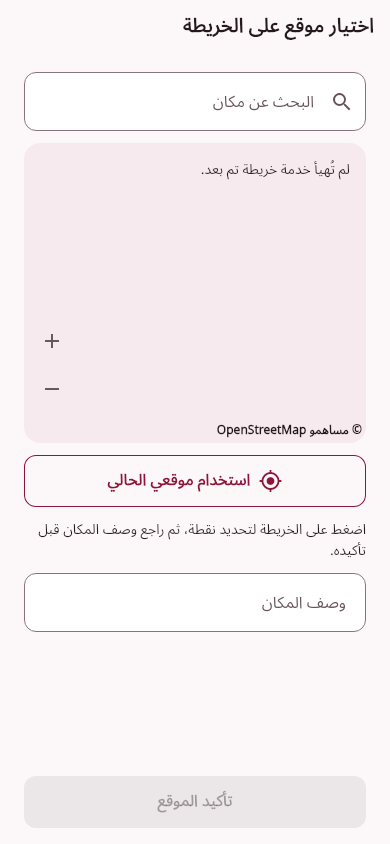 اختيار موقع على الخريطة
البحث عن مكان
لم تُهيأ خدمة خريطة تم بعد.
© مساهمو OpenStreetMap
استخدام موقعي الحالي
اضغط على الخريطة لتحديد نقطة، ثم راجع وصف المكان قبل
تأكيده.
وصف المكان
تأكيد الموقع